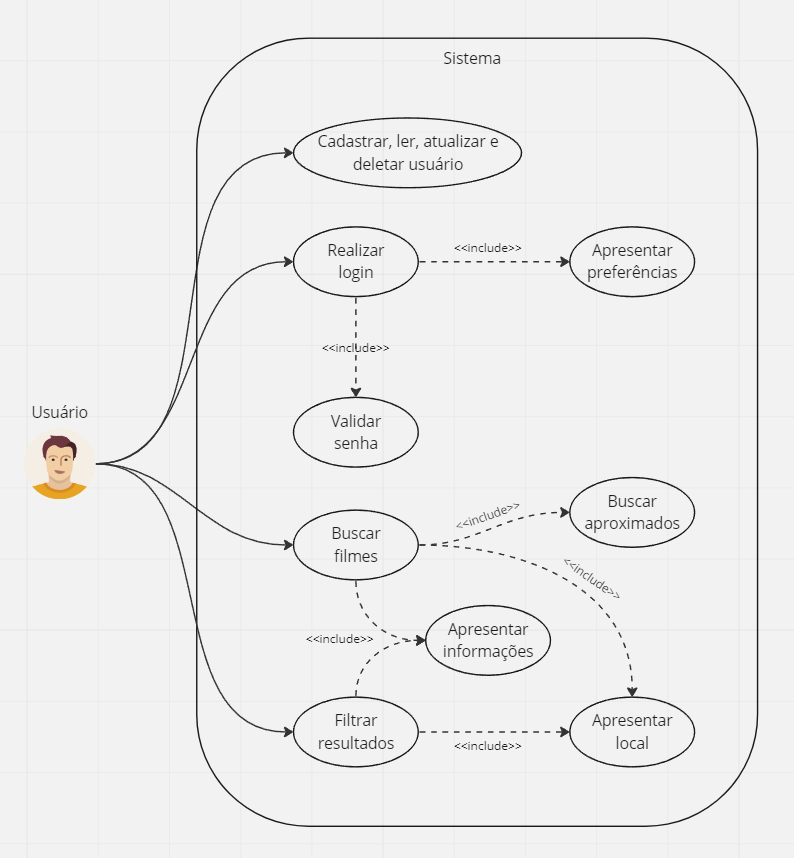 Sistema
Cadastrar, ler, atualizar e
deletar usuário
Realizar
login
<<include>>
Apresentar
preferências
<<include>>
Validar
senha
Usuário
Buscar
filmes
<<include>>
Buscar
aproximados
<<include>>
<<include>>
Apresentar
informações
Filtrar
resultados
<<include>>
Apresentar
local